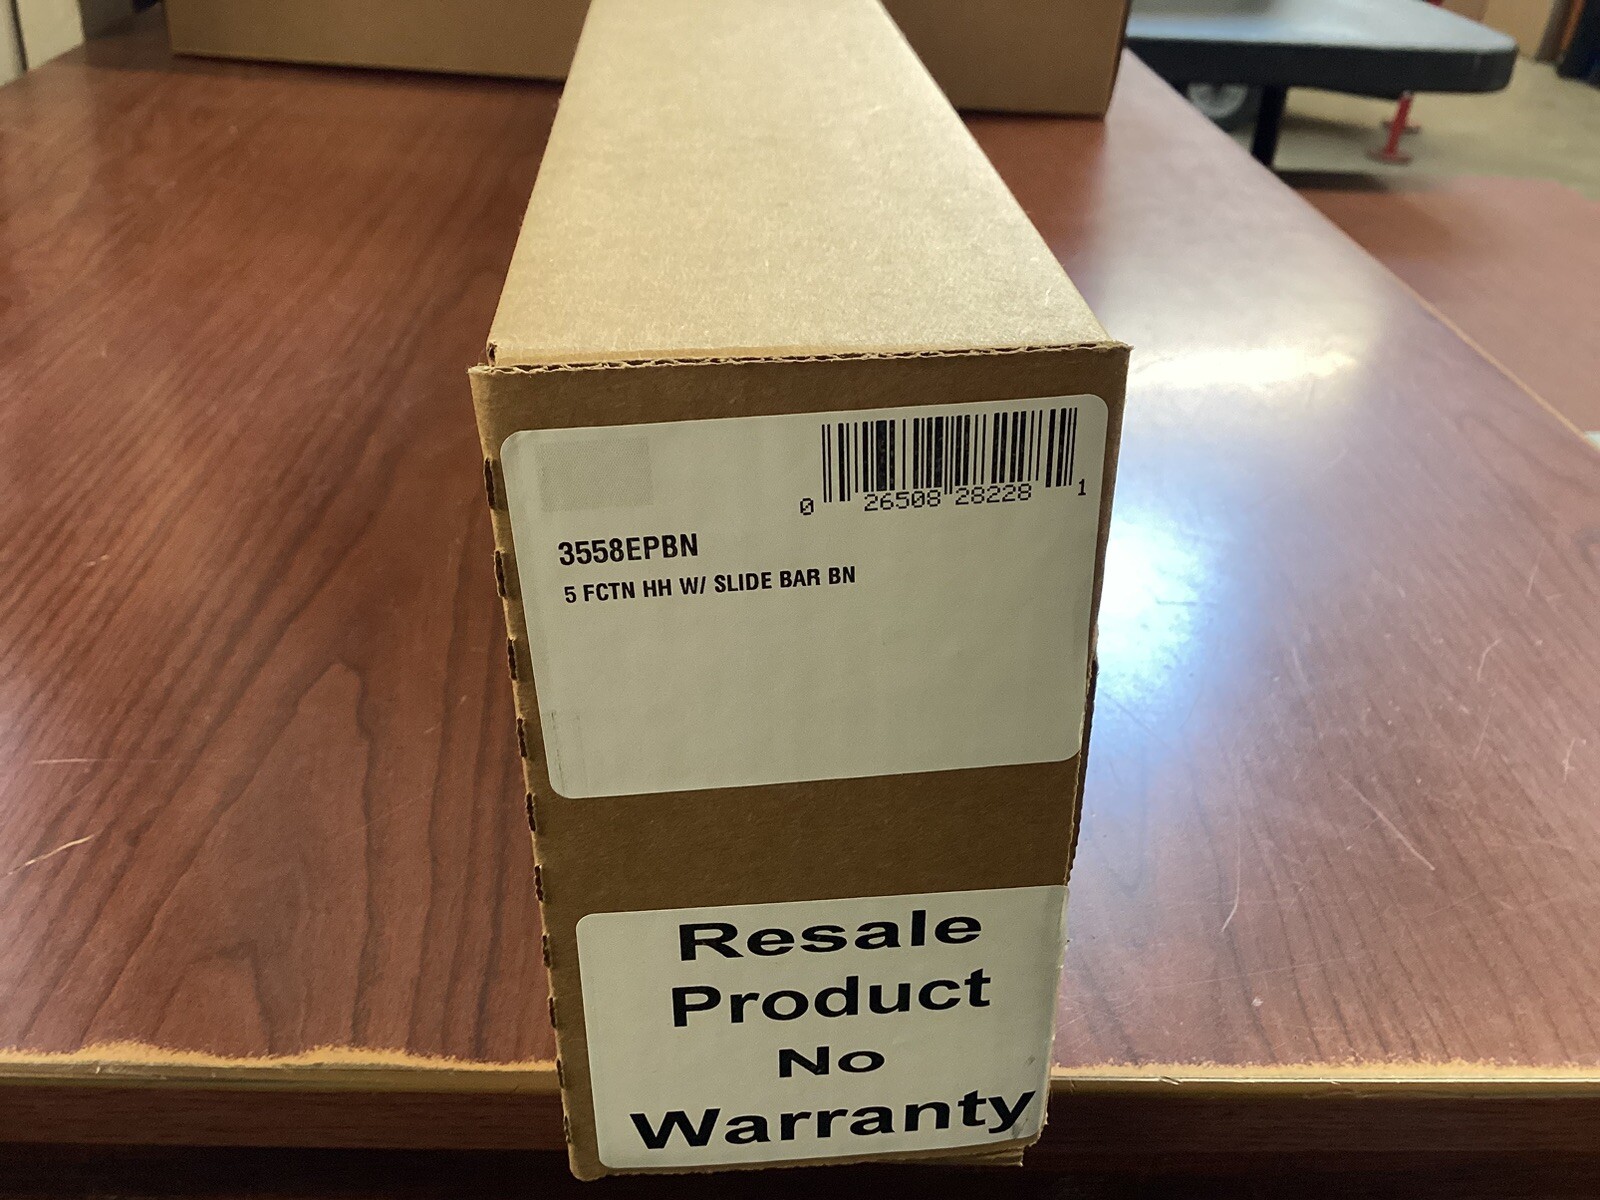 0 26508 28228 1
3558EPBN
5 FCTN HH W/ SLIDE BAR BN
Resale
Product
No
Warranty